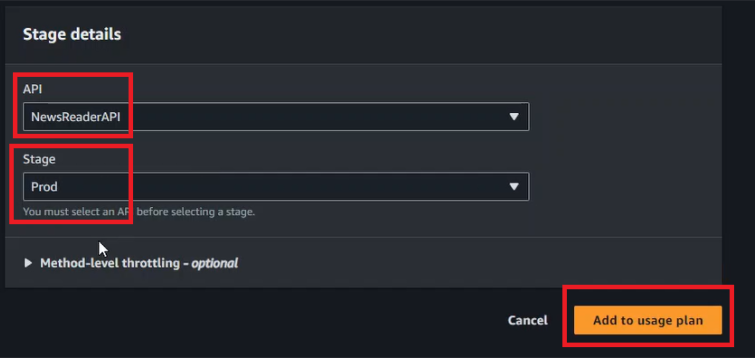 Stage details
API
NewsReaderAPI
Stage
Prod
You must select an API before selecting a stage.
Method-level throttling - optional
Cancel
Add to usage plan